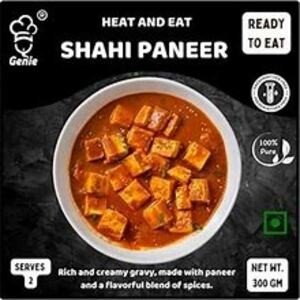 HEAT AND EAT
READY
TO EAT
SHAHI PANEER
Genie
100%
Pure
SERVES
2
Rich and creamy gravy, made with paneer
and a flavorful blend of spices.
NET WT.
300 GM